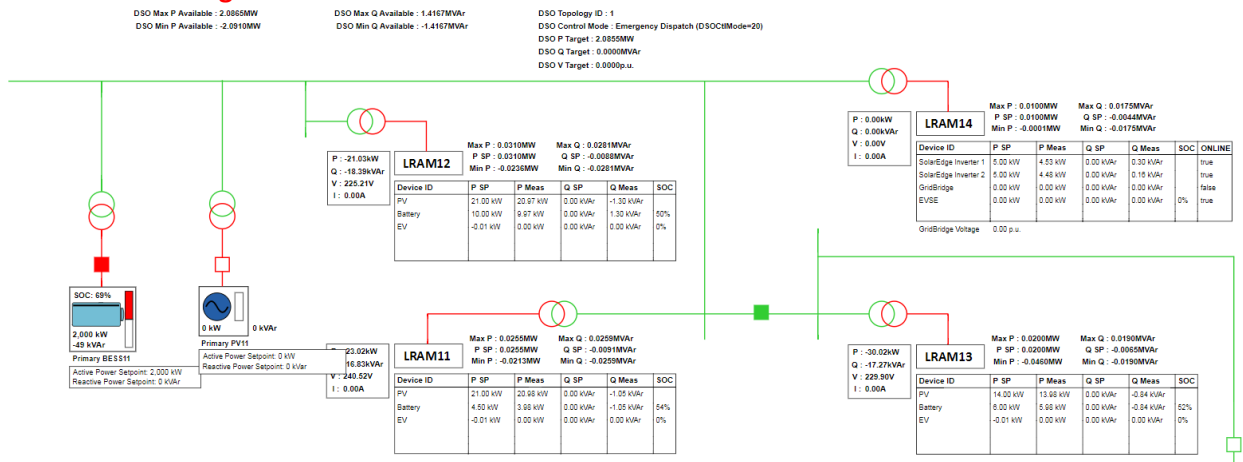 DSO Max P Available : 2.0865MW
DSO Min P Available : -2.0910MW
DSO Max Q Available : 1.4167MVAr
DSO Min Q Available : -1.4167MVAr
DSO Topology ID : 1
DSO Control Mode : Emergency Dispatch (DSOCtlMode=20)
DSO P Target : 2.0855MW
DSO Q Target : 0.0000MVAr
DSO V Target : 0.0000p.u.
P : -21.03kW
Q : -18.39kVAr
V : 225.21V
I : 0.00A
LRAM12
Max P : 0.0310MW Max Q : 0.0281MVAr
P SP : 0.0310MW Q SP : -0.0088MVAr
Min P : -0.0236MW Min Q : -0.0281MVAr
Device ID P SP P Meas Q SP Q Meas SOC
PV 21.00 kW 20.97 kW 0.00 kVAr -1.30 kVAr
Battery 10.00 kW 9.97 kW 0.00 kVAr 1.30 kVAr 50%
EV -0.01 kW 0.00 kW 0.00 kVAr 0.00 kVAr 0%
P : 0.00kW
Q : 0.00kVAr
V : 0.00V
I : 0.00A
LRAM14
Max P : 0.0100MW Max Q : 0.0175MVAr
P SP : 0.0100MW Q SP : -0.0044MVAr
Min P : -0.0001MW Min Q : -0.0175MVAr
Device ID P SP P Meas Q SP Q Meas SOC ONLINE
SolarEdge Inverter 1 5.00 kW 4.53 kW 0.00 kVAr 0.30 kVAr true
SolarEdge Inverter 2 5.00 kW 4.48 kW 0.00 kVAr 0.16 kVAr true
GridBridge 0.00 kW 0.00 kW 0.00 kVAr 0.00 kVAr false
EVSE 0.00 kW 0.00 kW 0.00 kVAr 0.00 kVAr 0% true
GridBridge Voltage 0.00 p.u.
SOC: 69%
2,000 kW
-49 kVAr
Primary BESS11
Active Power Setpoint: 2,000 kW
Reactive Power Setpoint: 0 kVAr
0 kW 0 kVAr
Primary PV11
Active Power Setpoint: 0 kW
Reactive Power Setpoint: 0 kVar
23.02kW
16.83kVAr
V : 240.52V
I : 0.00A
LRAM11
Max P : 0.0255MW Max Q : 0.0259MVAr
P SP : 0.0255MW Q SP : -0.0091MVAr
Min P : -0.0213MW Min Q : -0.0259MVAr
Device ID P SP P Meas Q SP Q Meas SOC
PV 21.00 kW 20.98 kW 0.00 kVAr -1.05 kVAr
Battery 4.50 kW 3.98 kW 0.00 kVAr -1.05 kVAr 54%
EV -0.01 kW 0.00 kW 0.00 kVAr 0.00 kVAr 0%
P : -30.02kW
Q : -17.27kVAr
V : 229.90V
I : 0.00A
LRAM13
Max P : 0.0200MW Max Q : 0.0190MVAr
P SP : 0.0200MW Q SP : -0.0065MVAr
Min P : -0.0460MW Min Q : -0.0190MVAr
Device ID P SP P Meas Q SP Q Meas SOC
PV 14.00 kW 13.98 kW 0.00 kVAr -0.84 kVAr
Battery 6.00 kW 5.98 kW 0.00 kVAr -0.84 kVAr 52%
EV -0.01 kW 0.00 kW 0.00 kVAr 0.00 kVAr 0%